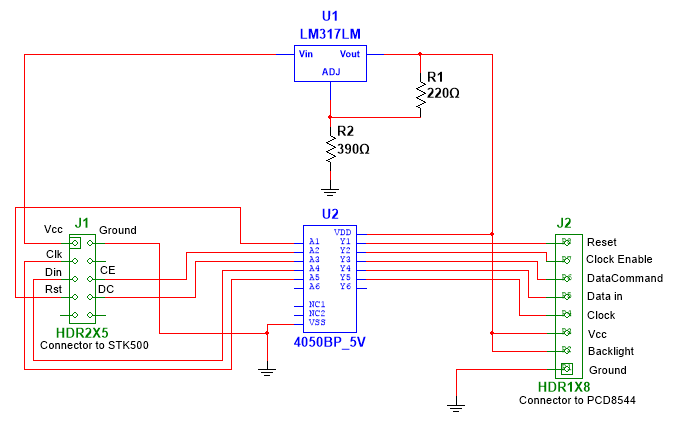 U1
LM317LM
Vin
Vout
ADJ
R1
220Ω
R2
390Ω
J1
Vcc
Ground
Clk
Din
CE
Rst
DC
HDR2X5
Connector to STK500
U2
VDD
A1
Y1
A2
Y2
A3
Y3
A4
Y4
A5
Y5
A6
Y6
NC1
NC2
VSS
4050BP_5V
J2
Reset
Clock Enable
DataCommand
Data in
Clock
Vcc
Backlight
Ground
HDR1X8
Connector to PCD8544